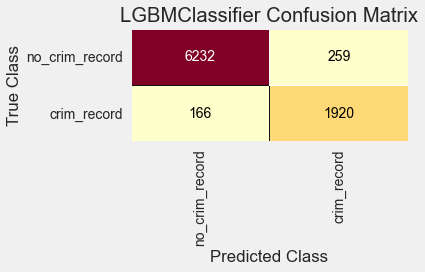 LGBMClassifier Confusion Matrix
True Class
no_crim_record 6232 259
crim_record 166 1920
no_crim_record crim_record
Predicted Class